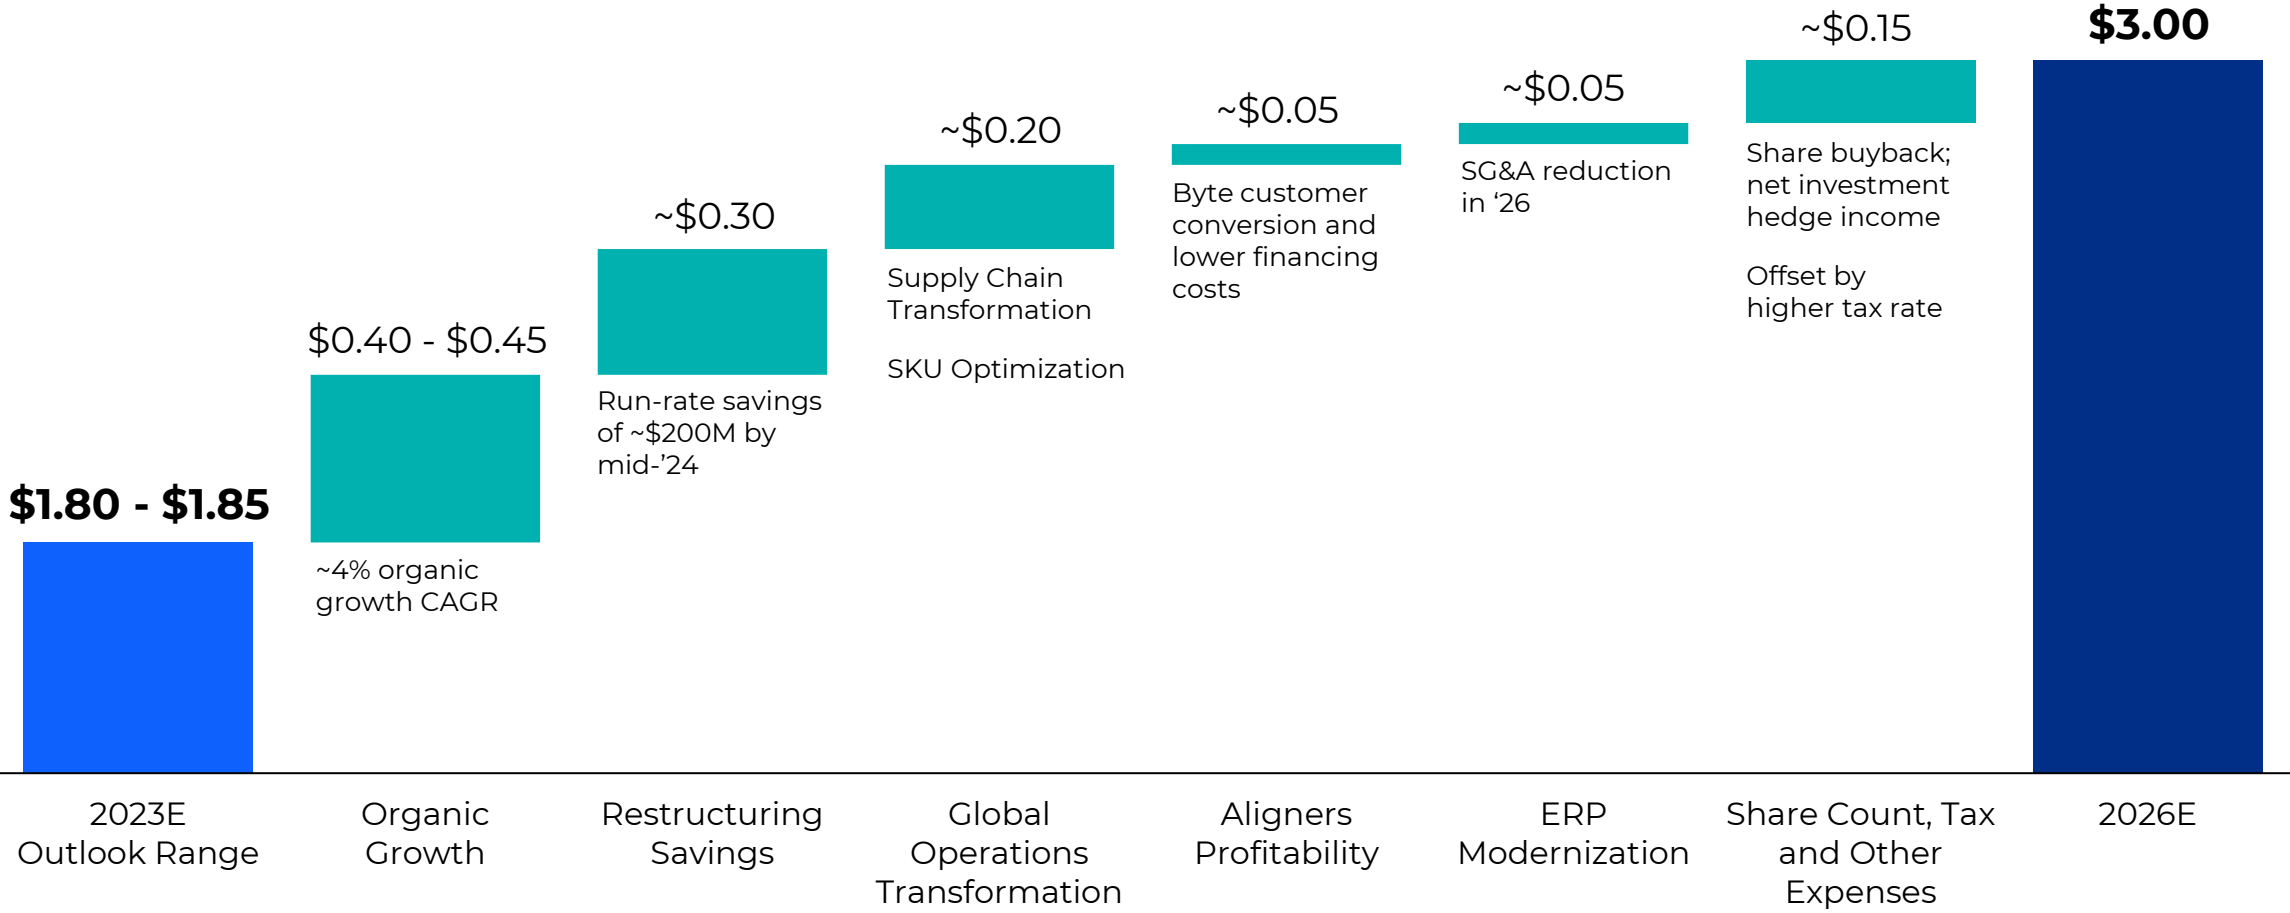 $1.80 - $1.85
$0.40 - $0.45
~4% organic
growth CAGR
~$0.30
Run-rate savings
of ~$200M by
mid-’24
~$0.20
Supply Chain
Transformation
SKU Optimization
~$0.05
Byte customer
conversion and
lower financing
costs
~$0.05
SG&A reduction
in ‘26
~$0.15
Share buyback;
net investment
hedge income
Offset by
higher tax rate
$3.00
2023E
Outlook Range
Organic
Growth
Restructuring
Savings
Global
Operations
Transformation
Aligners
Profitability
ERP
Modernization
Share Count, Tax
and Other
Expenses
2026E